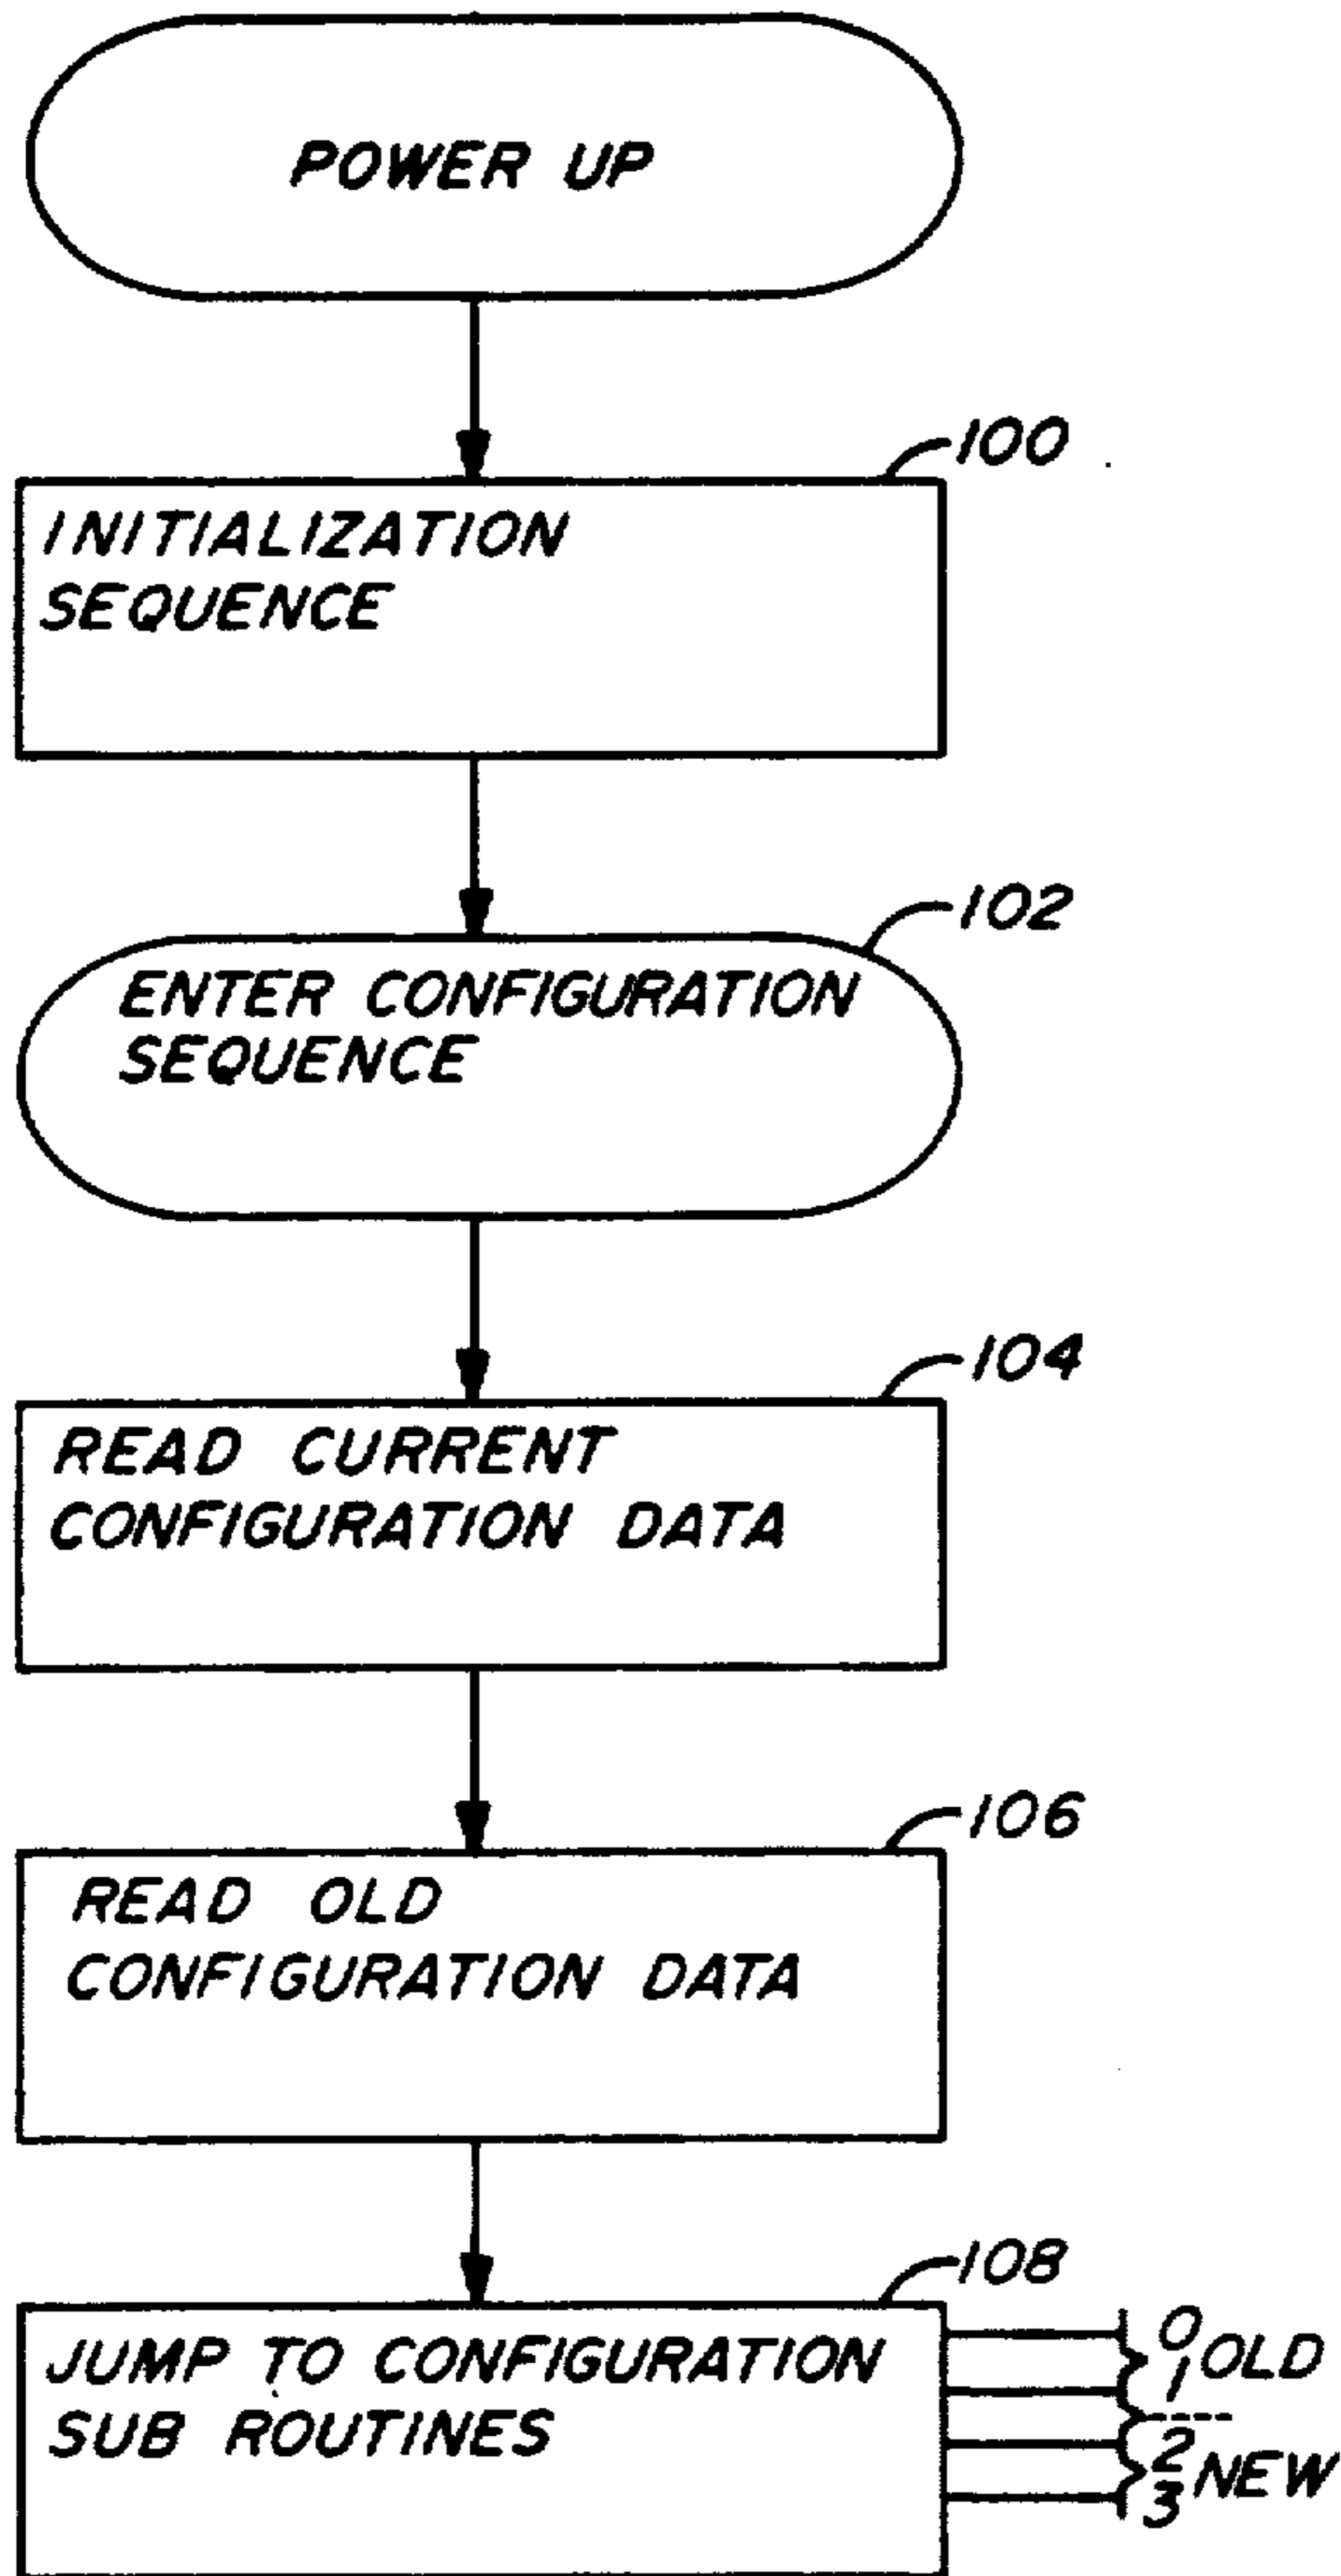 POWER UP
100
INITIALIZATION
SEQUENCE
102
ENTER CONFIGURATION
SEQUENCE
104
READ CURRENT
CONFIGURATION DATA
106
READ OLD
CONFIGURATION DATA
108
JUMP TO CONFIGURATION
SUB ROUTINES
0
1 OLD
2
3 NEW